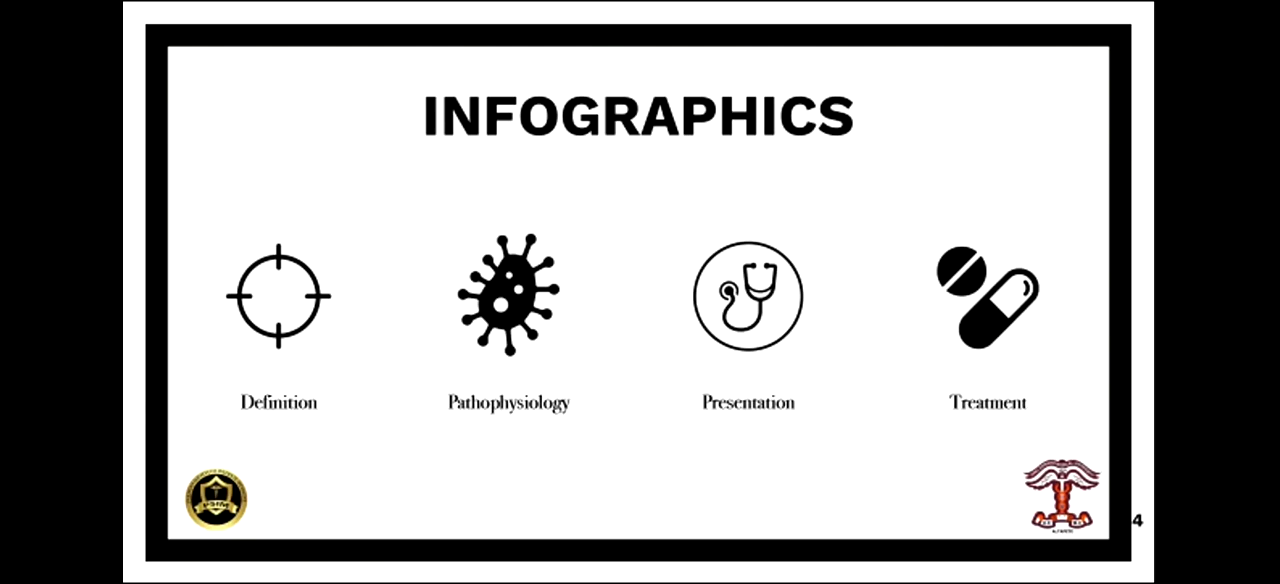 INFOGRAPHICS
Definition
Pathophysiology
Presentation
Treatment
4